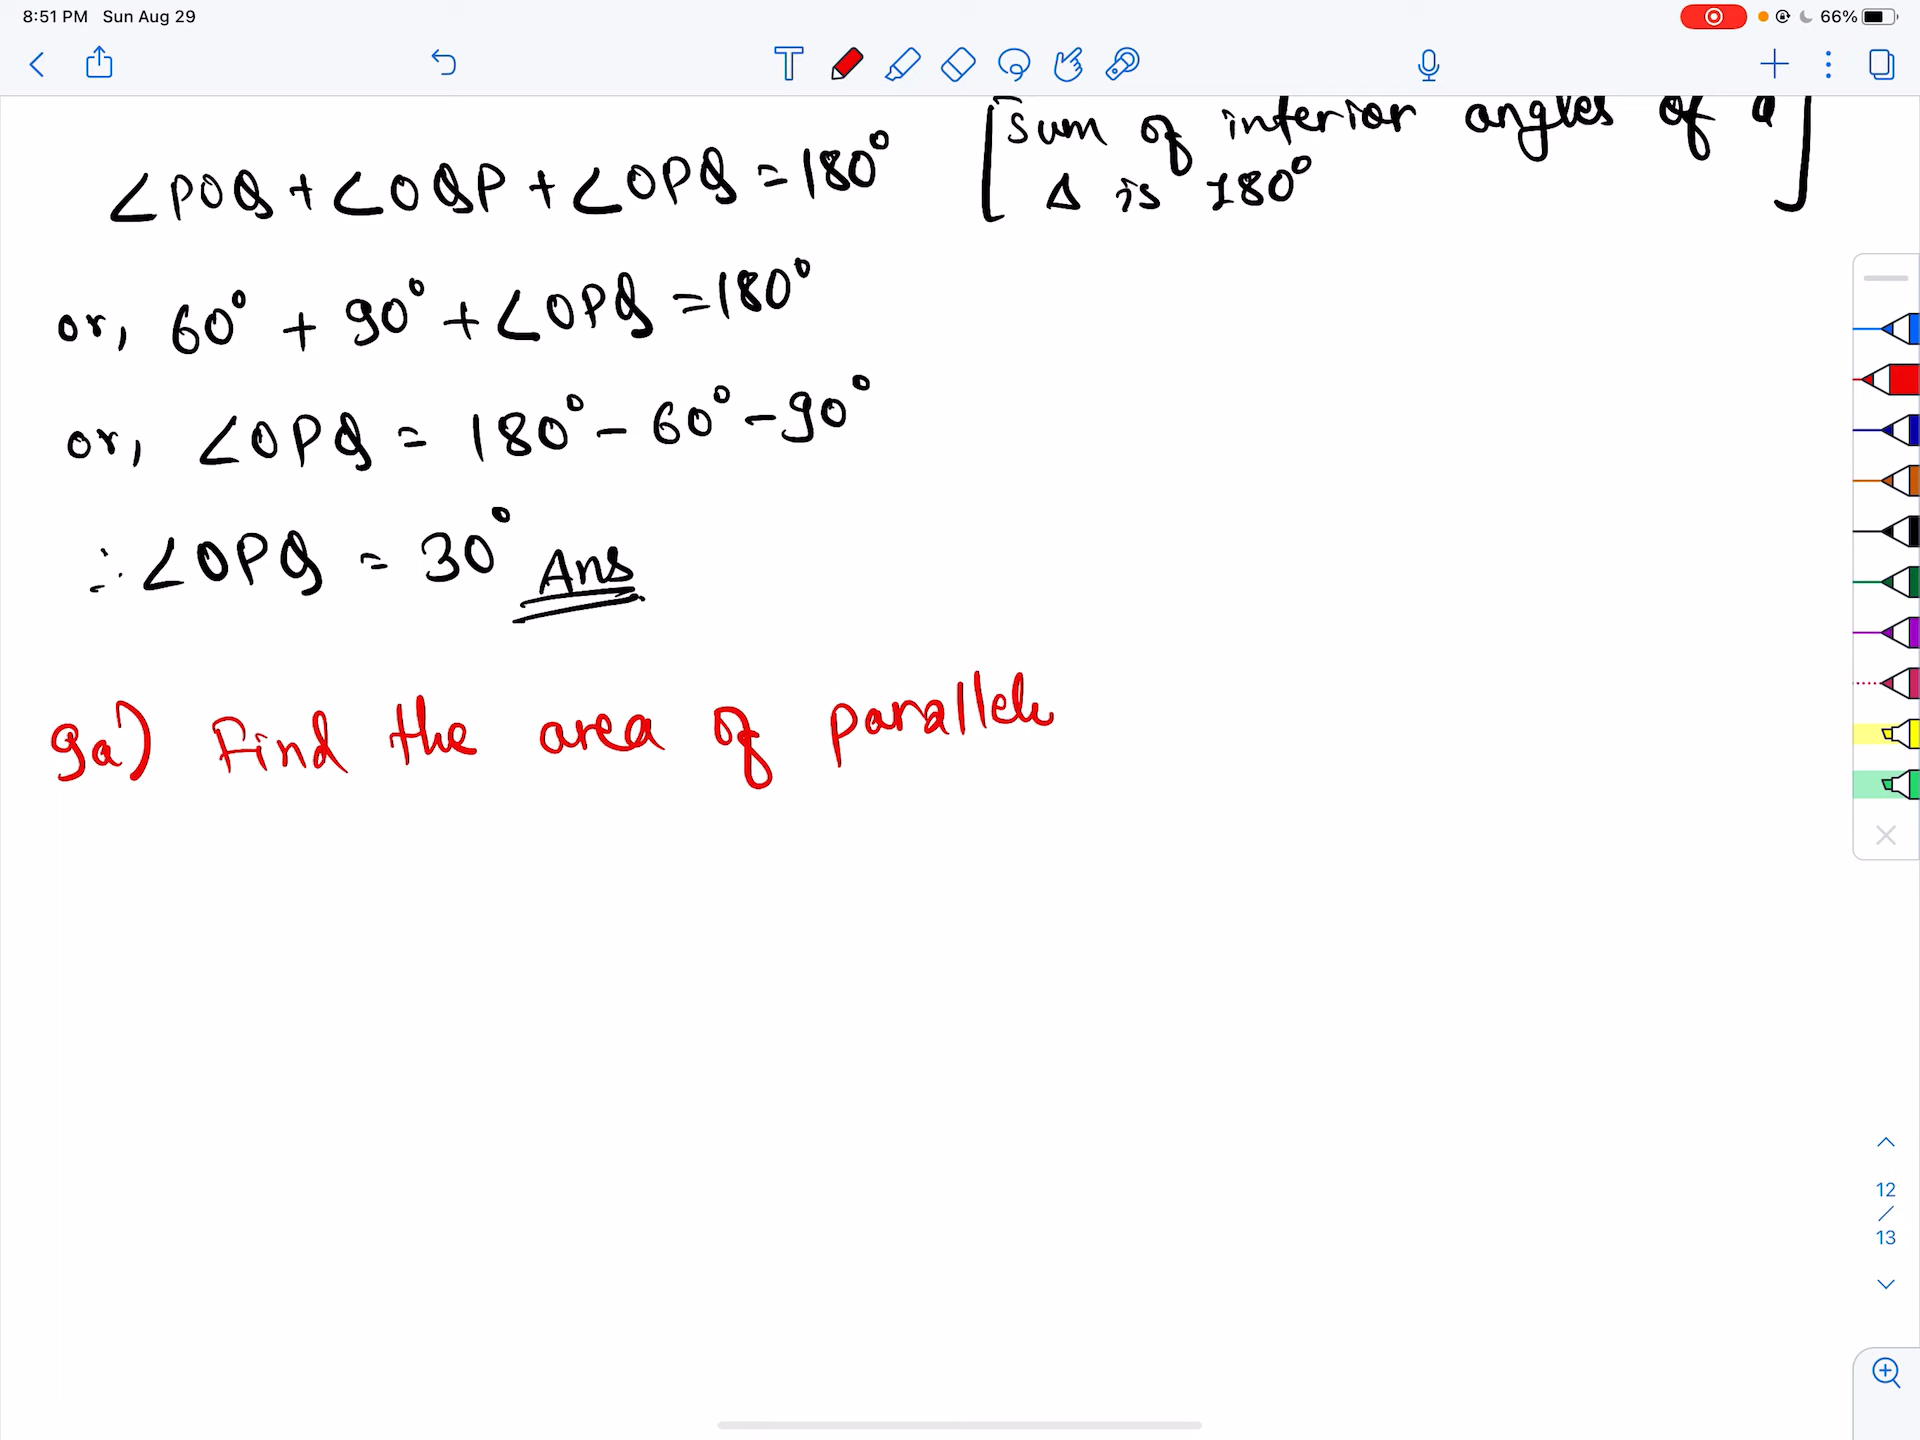 8:51 PM Sun Aug 29
66%
[Sum of interior angles of a
Δ is 180°]
∠POQ + ∠OQP + ∠OPQ = 180°
or, 60° + 90° + ∠OPQ = 180°
or, ∠OPQ = 180° - 60° - 90°
∴ ∠OPQ = 30° Ans
9a) Find the area of parallele
12
/
13